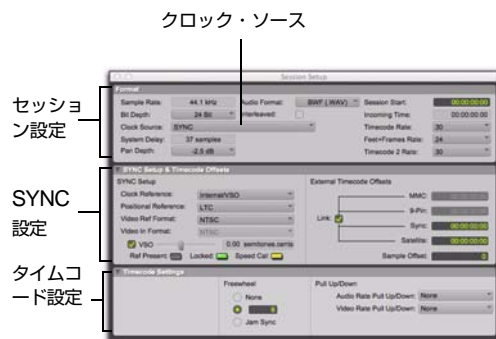 クロック・ソース
Session Setup
セッショ
ン設定
Format
Sample Rate: 44.1 kHz Audio Format: BWF (.WAV) Session Start: 00:00:00:00
Bit Depth: 24 Bit Interleaved: Incoming Time: 00:00:00:00
Clock Source: SYNC Timecode Rate: 30
System Delay: 37 samples Feet+Frames Rate: 24
Pan Depth: -2.5 dB Timecode 2 Rate: 30
SYNC
設定
SYNC Setup & Timecode Offsets
SYNC Setup External Timecode Offsets
Clock Reference: Internal/VSO MMC:
Positional Reference: LTC 9-Pin:
Video Ref Format: NTSC Link: Sync: 00:00:00:00
Video In Format: NTSC Satellite: 00:00:00:00
VSO 0.00 semitones.cents Sample Offset: 0
Ref Present Locked Speed Cal
タイムコ
ード設定
Timecode Settings
Freewheel Pull Up/Down
None Audio Rate Pull Up/Down: None
Video Rate Pull Up/Down: None
Jam Sync